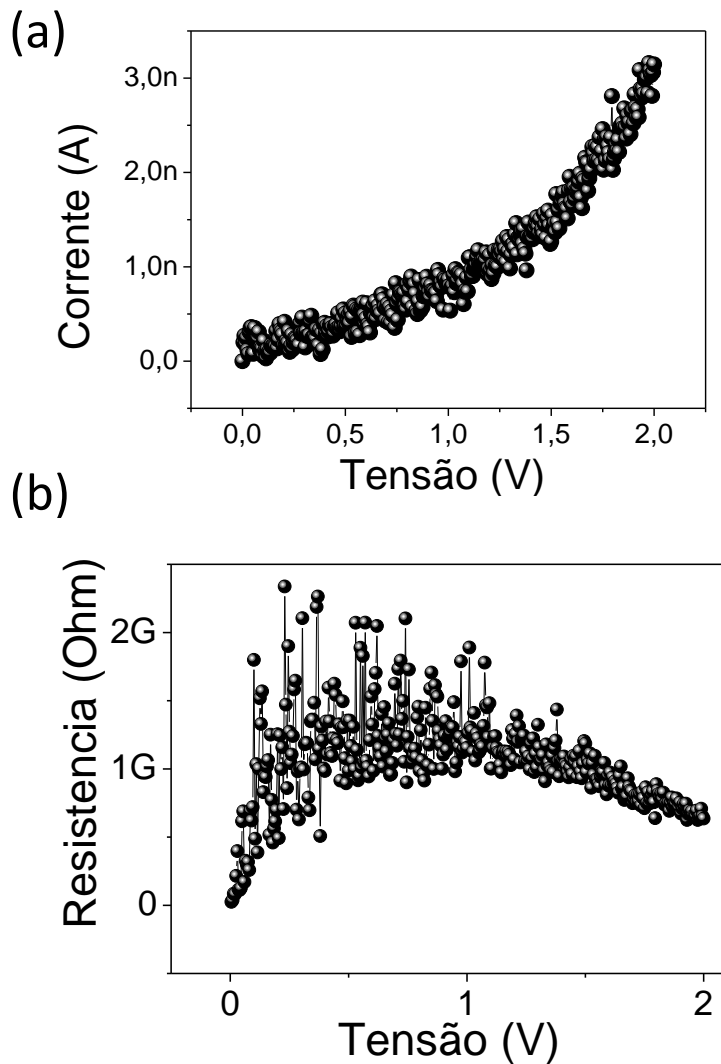 (a)
Corrente (A)
3,0n
2,0n
1,0n
0,0
0,0 0,5 1,0 1,5 2,0
Tensão (V)
(b)
Resistencia (Ohm)
2G
1G
0
0 1 2
Tensão (V)